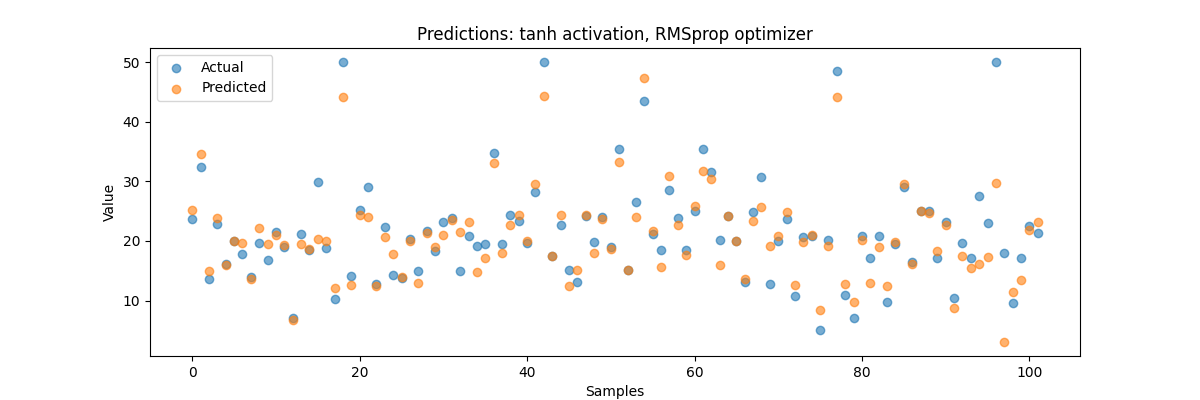 Predictions: tanh activation, RMSprop optimizer
Actual
Predicted
Value
50
40
30
20
10
0 20 40 60 80 100
Samples